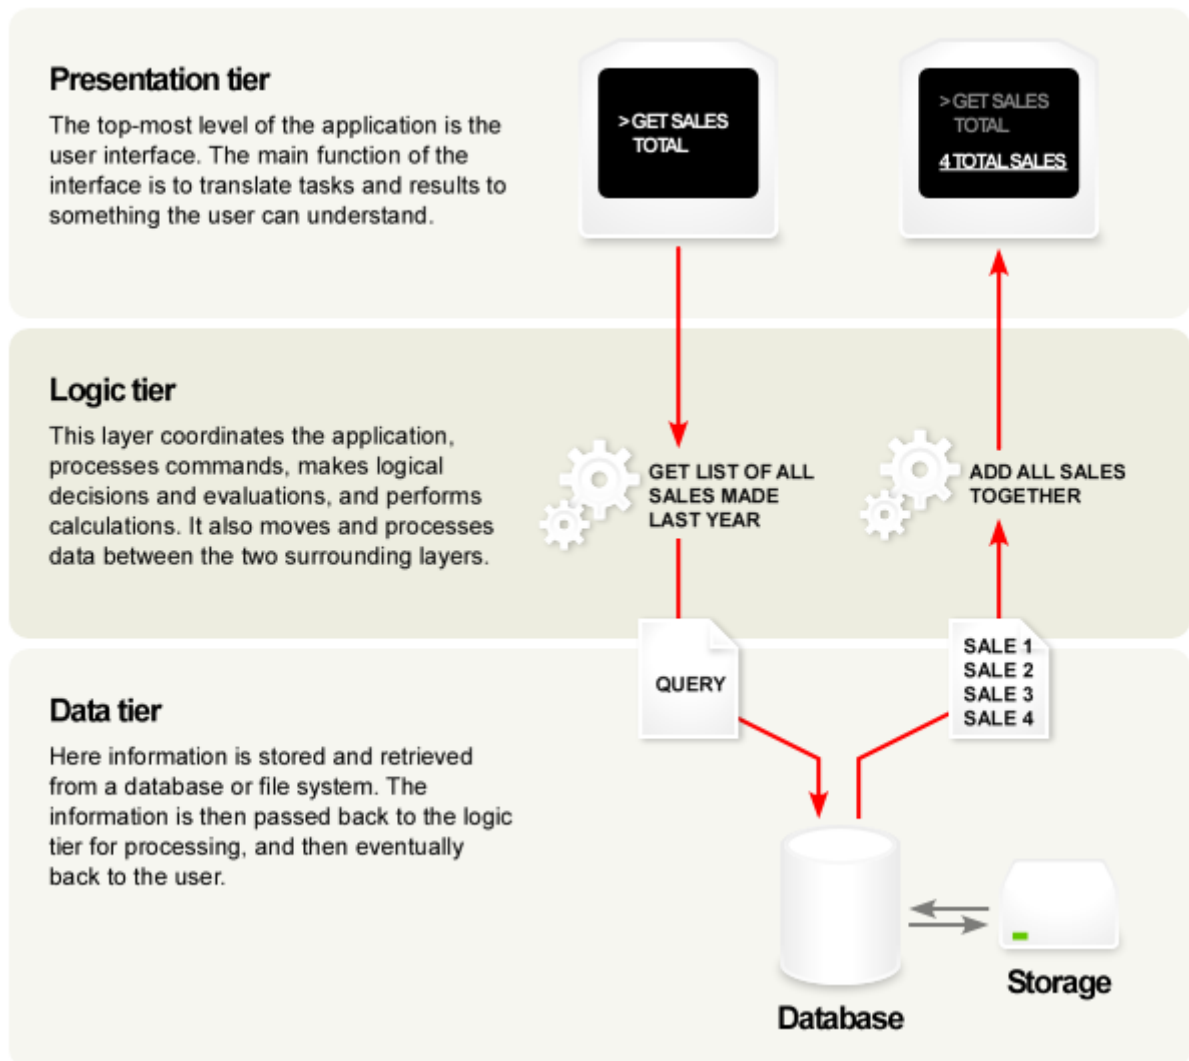 Presentation tier
The top-most level of the application is the
user interface. The main function of the
interface is to translate tasks and results to
something the user can understand.
>GET SALES
TOTAL
>GET SALES
TOTAL
4 TOTAL SALES
Logic tier
This layer coordinates the application,
processes commands, makes logical
decisions and evaluations, and performs
calculations. It also moves and processes
data between the two surrounding layers.
GET LIST OF ALL
SALES MADE
LAST YEAR
ADD ALL SALES
TOGETHER
Data tier
Here information is stored and retrieved
from a database or file system. The
information is then passed back to the logic
tier for processing, and then eventually
back to the user.
QUERY
SALE 1
SALE 2
SALE 3
SALE 4
Database
Storage